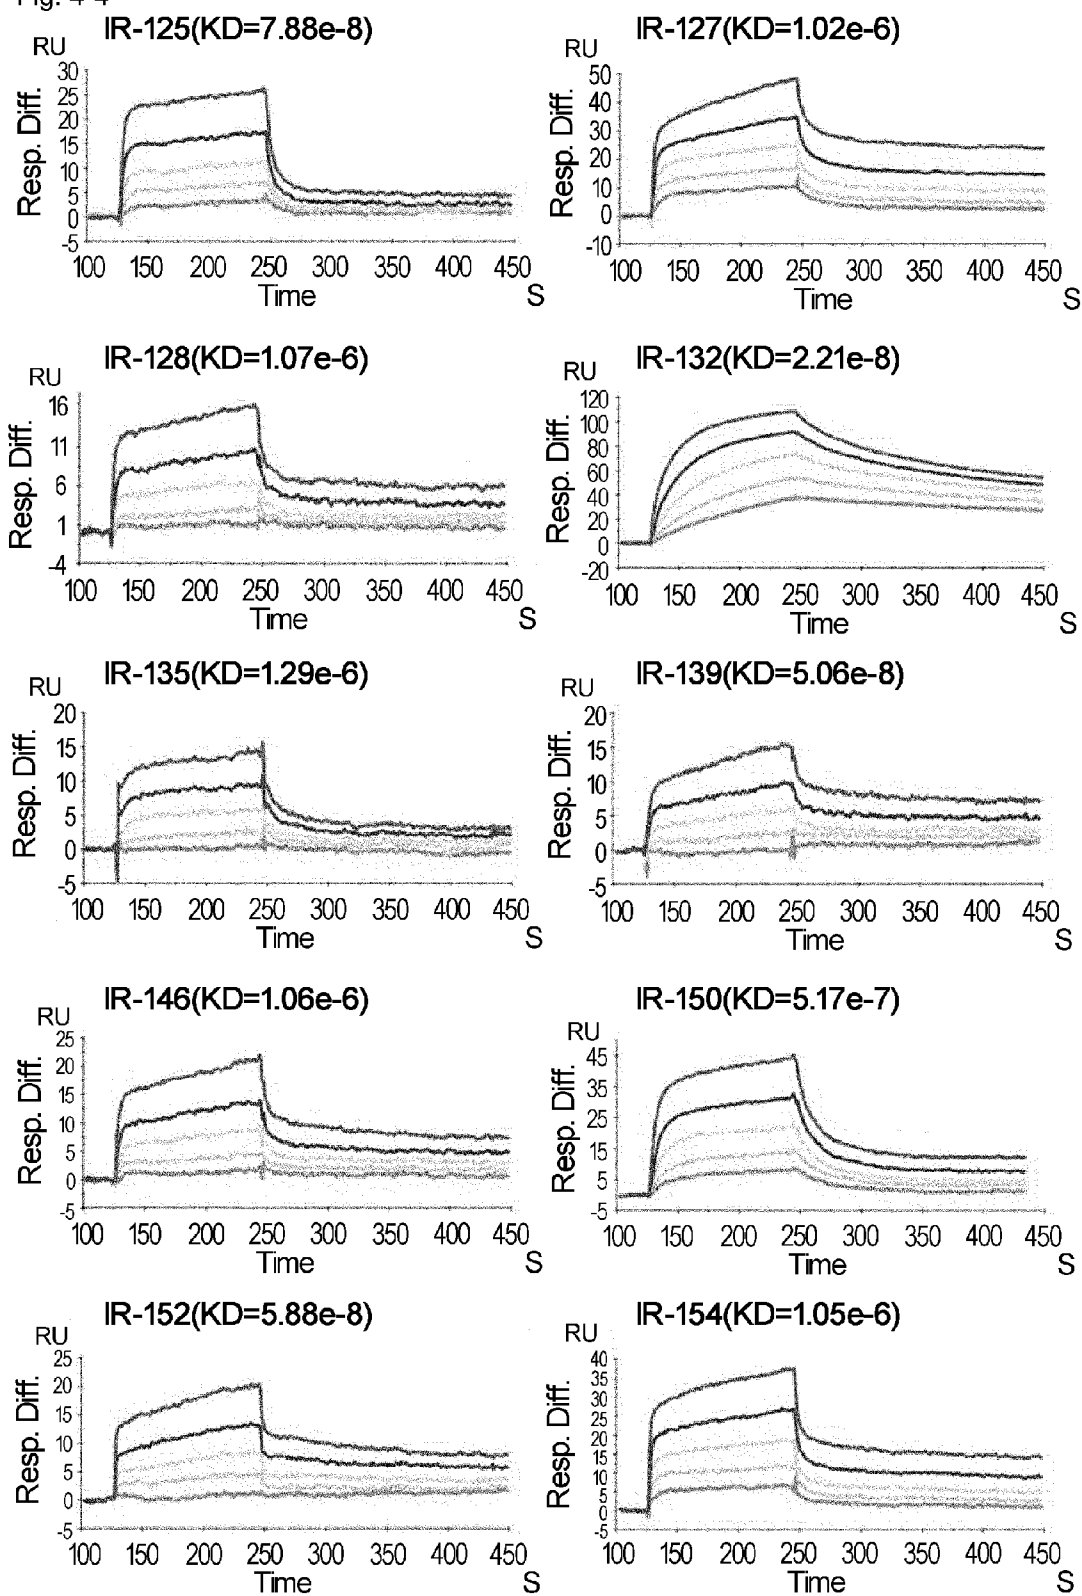 Fig. 4-4
IR-125(KD=7.88e-8)
RU
Resp. Diff.
30
25
20
15
10
5
0
-5
100 150 200 250 300 350 400 450
Time
S
IR-127(KD=1.02e-6)
RU
Resp. Diff.
50
40
30
20
10
0
-10
100 150 200 250 300 350 400 450
Time
S
IR-128(KD=1.07e-6)
RU
Resp. Diff.
16
11
6
1
-4
100 150 200 250 300 350 400 450
Time
S
IR-132(KD=2.21e-8)
RU
Resp. Diff.
120
100
80
60
40
20
0
-20
100 150 200 250 300 350 400 450
Time
S
IR-135(KD=1.29e-6)
RU
Resp. Diff.
20
15
10
5
0
-5
100 150 200 250 300 350 400 450
Time
S
IR-139(KD=5.06e-8)
RU
Resp. Diff.
20
15
10
5
0
-5
100 150 200 250 300 350 400 450
Time
S
IR-146(KD=1.06e-6)
RU
Resp. Diff.
25
20
15
10
5
0
-5
100 150 200 250 300 350 400 450
Time
S
IR-150(KD=5.17e-7)
RU
Resp. Diff.
45
35
25
15
5
-5
100 150 200 250 300 350 400 450
Time
S
IR-152(KD=5.88e-8)
RU
Resp. Diff.
25
20
15
10
5
0
-5
100 150 200 250 300 350 400 450
Time
S
IR-154(KD=1.05e-6)
RU
Resp. Diff.
40
35
30
25
20
15
10
5
0
-5
100 150 200 250 300 350 400 450
Time
S